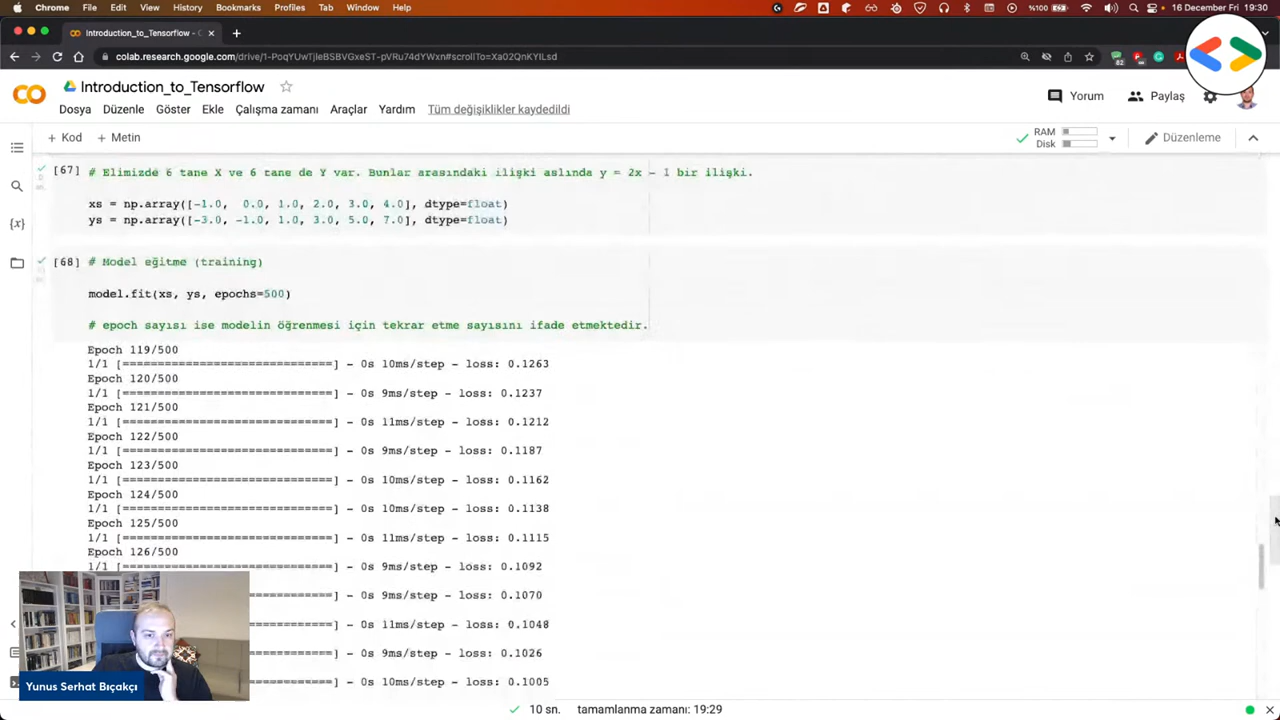 Chrome File Edit View History Bookmarks Profiles Tab Window Help
%100
16 December Fri 19:30
Introduction_to_Tensorflow - C
Introduction_to_Tensorflow
Yorum
Paylaş
Dosya Düzenle Göster Ekle Çalışma zamanı Araçlar Yardım Tüm değişiklikler kaydedildi
+ Kod + Metin
RAM
Disk
Düzenleme
[67] # Elimizde 6 tane X ve 6 tane de Y var. Bunlar arasındaki ilişki aslında y = 2x - 1 bir ilişki.
xs = np.array([-1.0, 0.0, 1.0, 2.0, 3.0, 4.0], dtype=float)
ys = np.array([-3.0, -1.0, 1.0, 3.0, 5.0, 7.0], dtype=float)
[68] # Model eğitme (training)
model.fit(xs, ys, epochs=500)
# epoch sayısı ise modelin öğrenmesi için tekrar etme sayısını ifade etmektedir.
Epoch 119/500
1/1 [==============================] - 0s 10ms/step - loss: 0.1263
Epoch 120/500
1/1 [==============================] - 0s 9ms/step - loss: 0.1237
Epoch 121/500
1/1 [==============================] - 0s 11ms/step - loss: 0.1212
Epoch 122/500
1/1 [==============================] - 0s 9ms/step - loss: 0.1187
Epoch 123/500
1/1 [==============================] - 0s 10ms/step - loss: 0.1162
Epoch 124/500
1/1 [==============================] - 0s 10ms/step - loss: 0.1138
Epoch 125/500
1/1 [==============================] - 0s 11ms/step - loss: 0.1115
Epoch 126/500
1/1 [==============================] - 0s 9ms/step - loss: 0.1092
============] - 0s 9ms/step - loss: 0.1070
============] - 0s 11ms/step - loss: 0.1048
============] - 0s 9ms/step - loss: 0.1026
============] - 0s 10ms/step - loss: 0.1005
Yunus Serhat Bıçakçı
10 sn. tamamlanma zamanı: 19:29